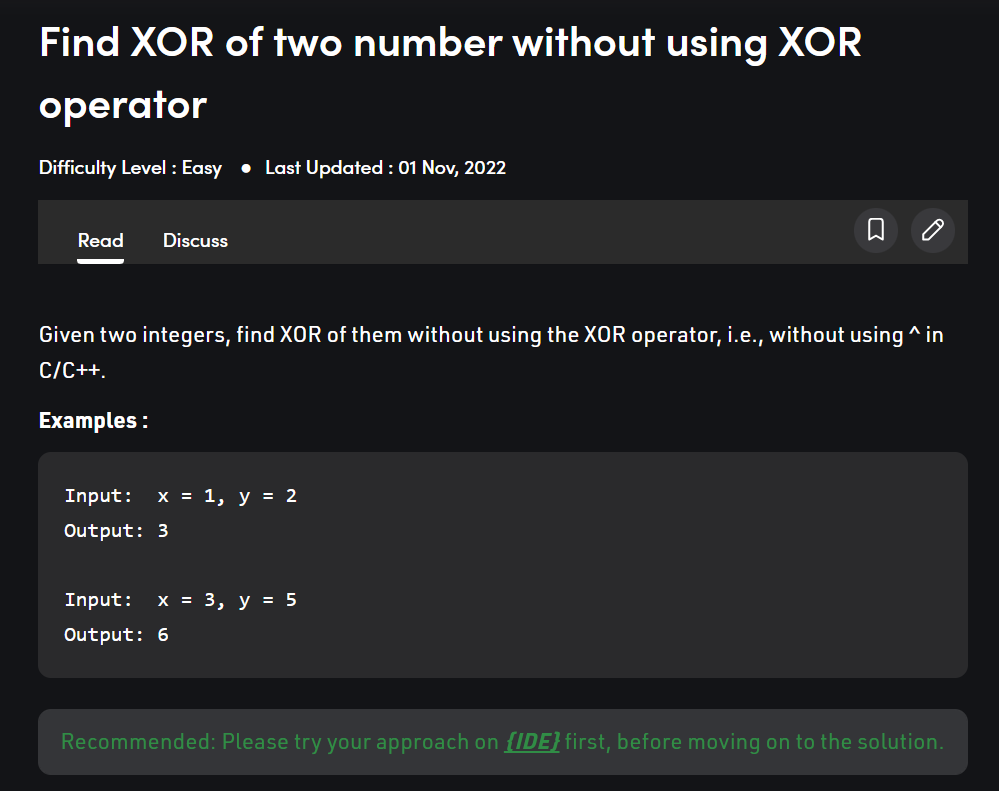 Find XOR of two number without using XOR
operator
Difficulty Level : Easy ● Last Updated : 01 Nov, 2022
Read Discuss
Given two integers, find XOR of them without using the XOR operator, i.e., without using ^ in
C/C++.
Examples :
Input:  x = 1, y = 2
Output: 3
Input:  x = 3, y = 5
Output: 6
Recommended: Please try your approach on {IDE} first, before moving on to the solution.